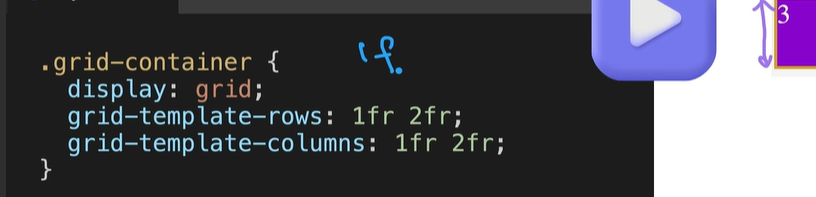 3
.grid-container {
1f.
display: grid;
grid-template-rows: 1fr 2fr;
grid-template-columns: 1fr 2fr;
}